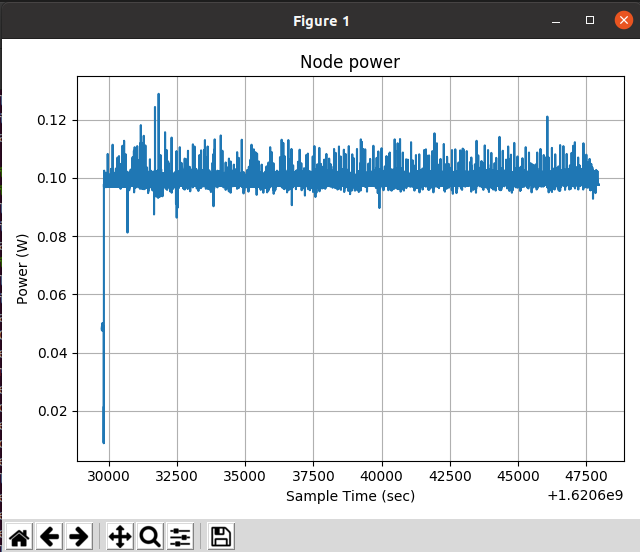 Figure 1
Node power
0.12
0.10
0.08
0.06
0.04
0.02
Power (W)
30000 32500 35000 37500 40000 42500 45000 47500
Sample Time (sec)
+1.6206e9